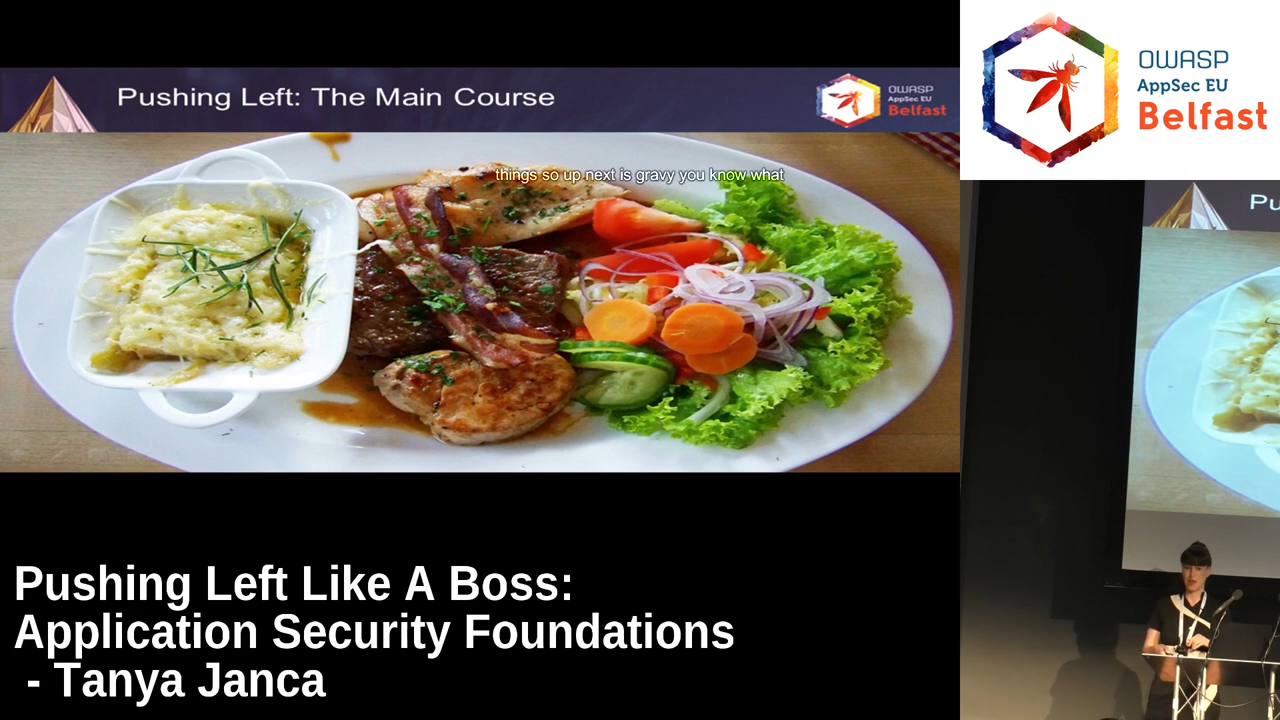 Pushing Left: The Main Course
OWASP
AppSec EU
Belfast
things so up next is gravy you know what
OWASP
AppSec EU
Belfast
Pu
Pushing Left Like A Boss:
Application Security Foundations
- Tanya Janca